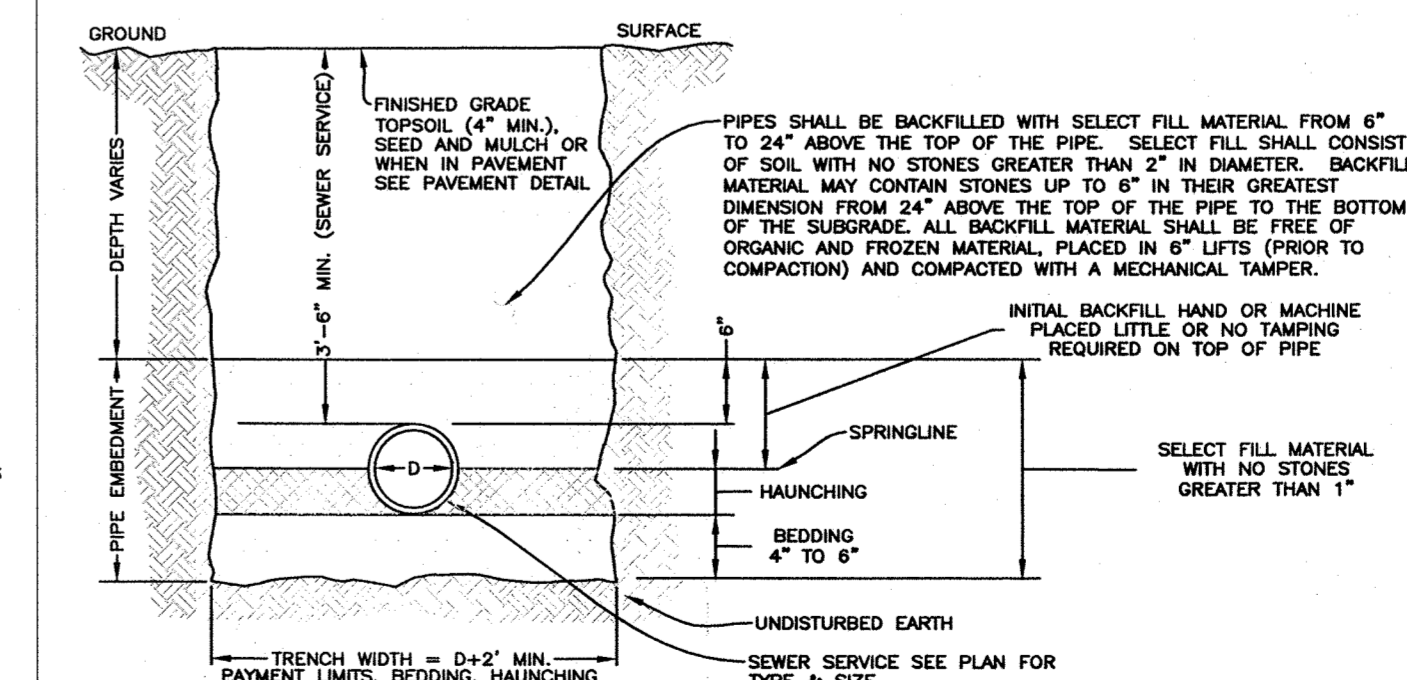 GROUND
SURFACE
DEPTH VARIES
3'-6" MIN. (SEWER SERVICE)
FINISHED GRADE
TOPSOIL (4" MIN.),
SEED AND MULCH OR
WHEN IN PAVEMENT
SEE PAVEMENT DETAIL
PIPES SHALL BE BACKFILLED WITH SELECT FILL MATERIAL FROM 6"
TO 24" ABOVE THE TOP OF THE PIPE. SELECT FILL SHALL CONSIST
OF SOIL WITH NO STONES GREATER THAN 2" IN DIAMETER. BACKFILL
MATERIAL MAY CONTAIN STONES UP TO 6" IN THEIR GREATEST
DIMENSION FROM 24" ABOVE THE TOP OF THE PIPE TO THE BOTTOM
OF THE SUBGRADE. ALL BACKFILL MATERIAL SHALL BE FREE OF
ORGANIC AND FROZEN MATERIAL, PLACED IN 6" LIFTS (PRIOR TO
COMPACTION) AND COMPACTED WITH A MECHANICAL TAMPER.
6"
INITIAL BACKFILL HAND OR MACHINE
PLACED LITTLE OR NO TAMPING
REQUIRED ON TOP OF PIPE
PIPE EMBEDMENT
D
SPRINGLINE
HAUNCHING
BEDDING
4" TO 6"
SELECT FILL MATERIAL
WITH NO STONES
GREATER THAN 1"
UNDISTURBED EARTH
TRENCH WIDTH = D+2' MIN.
PAYMENT LIMITS, BEDDING, HAUNCHING
SEWER SERVICE SEE PLAN FOR
TYPE & SIZE